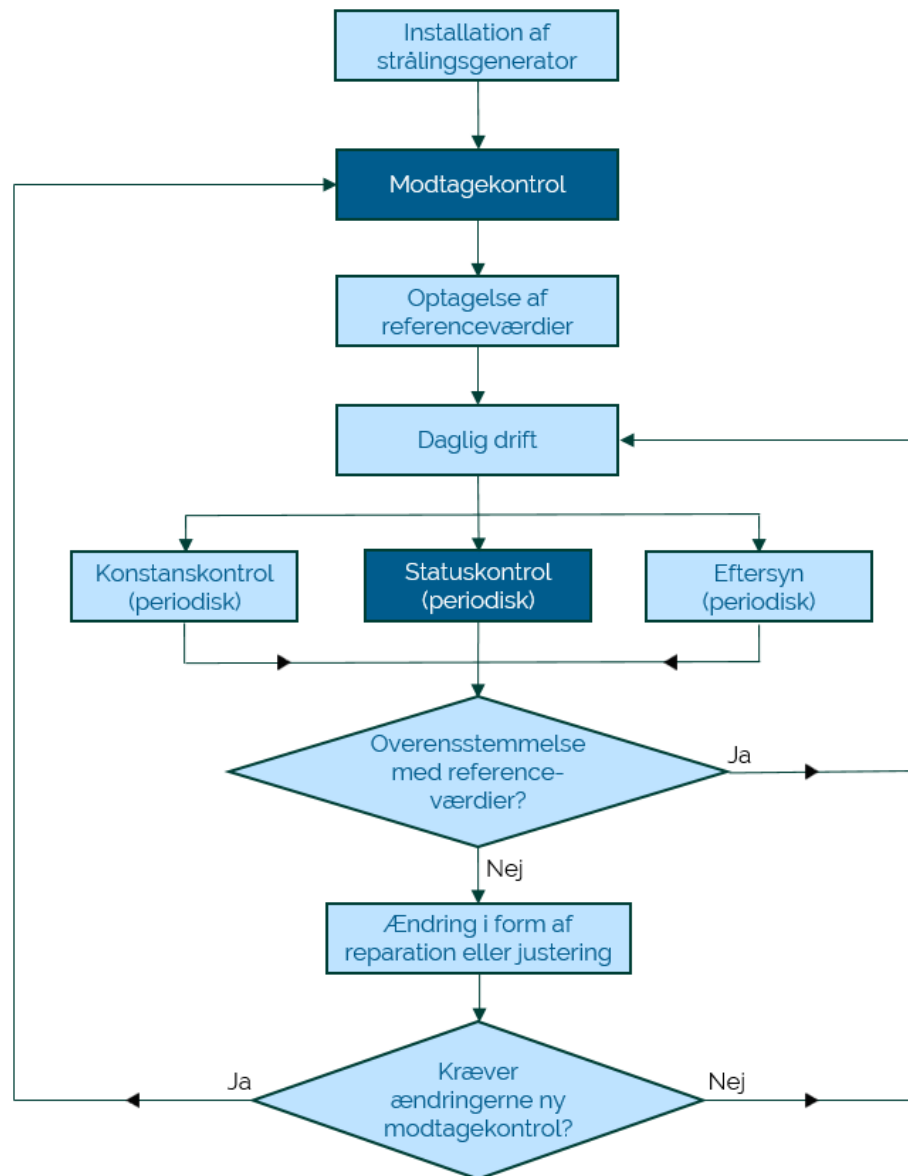 Installation af
strålingsgenerator
Modtagekontrol
Optagelse af
referenceværdier
Daglig drift
Konstanskontrol
(periodisk)
Statuskontrol
(periodisk)
Eftersyn
(periodisk)
Overensstemmelse
med reference-
værdier?
Ja
Nej
Ændring i form af
reparation eller justering
Ja
Kræver
ændringerne ny
modtagekontrol?
Nej